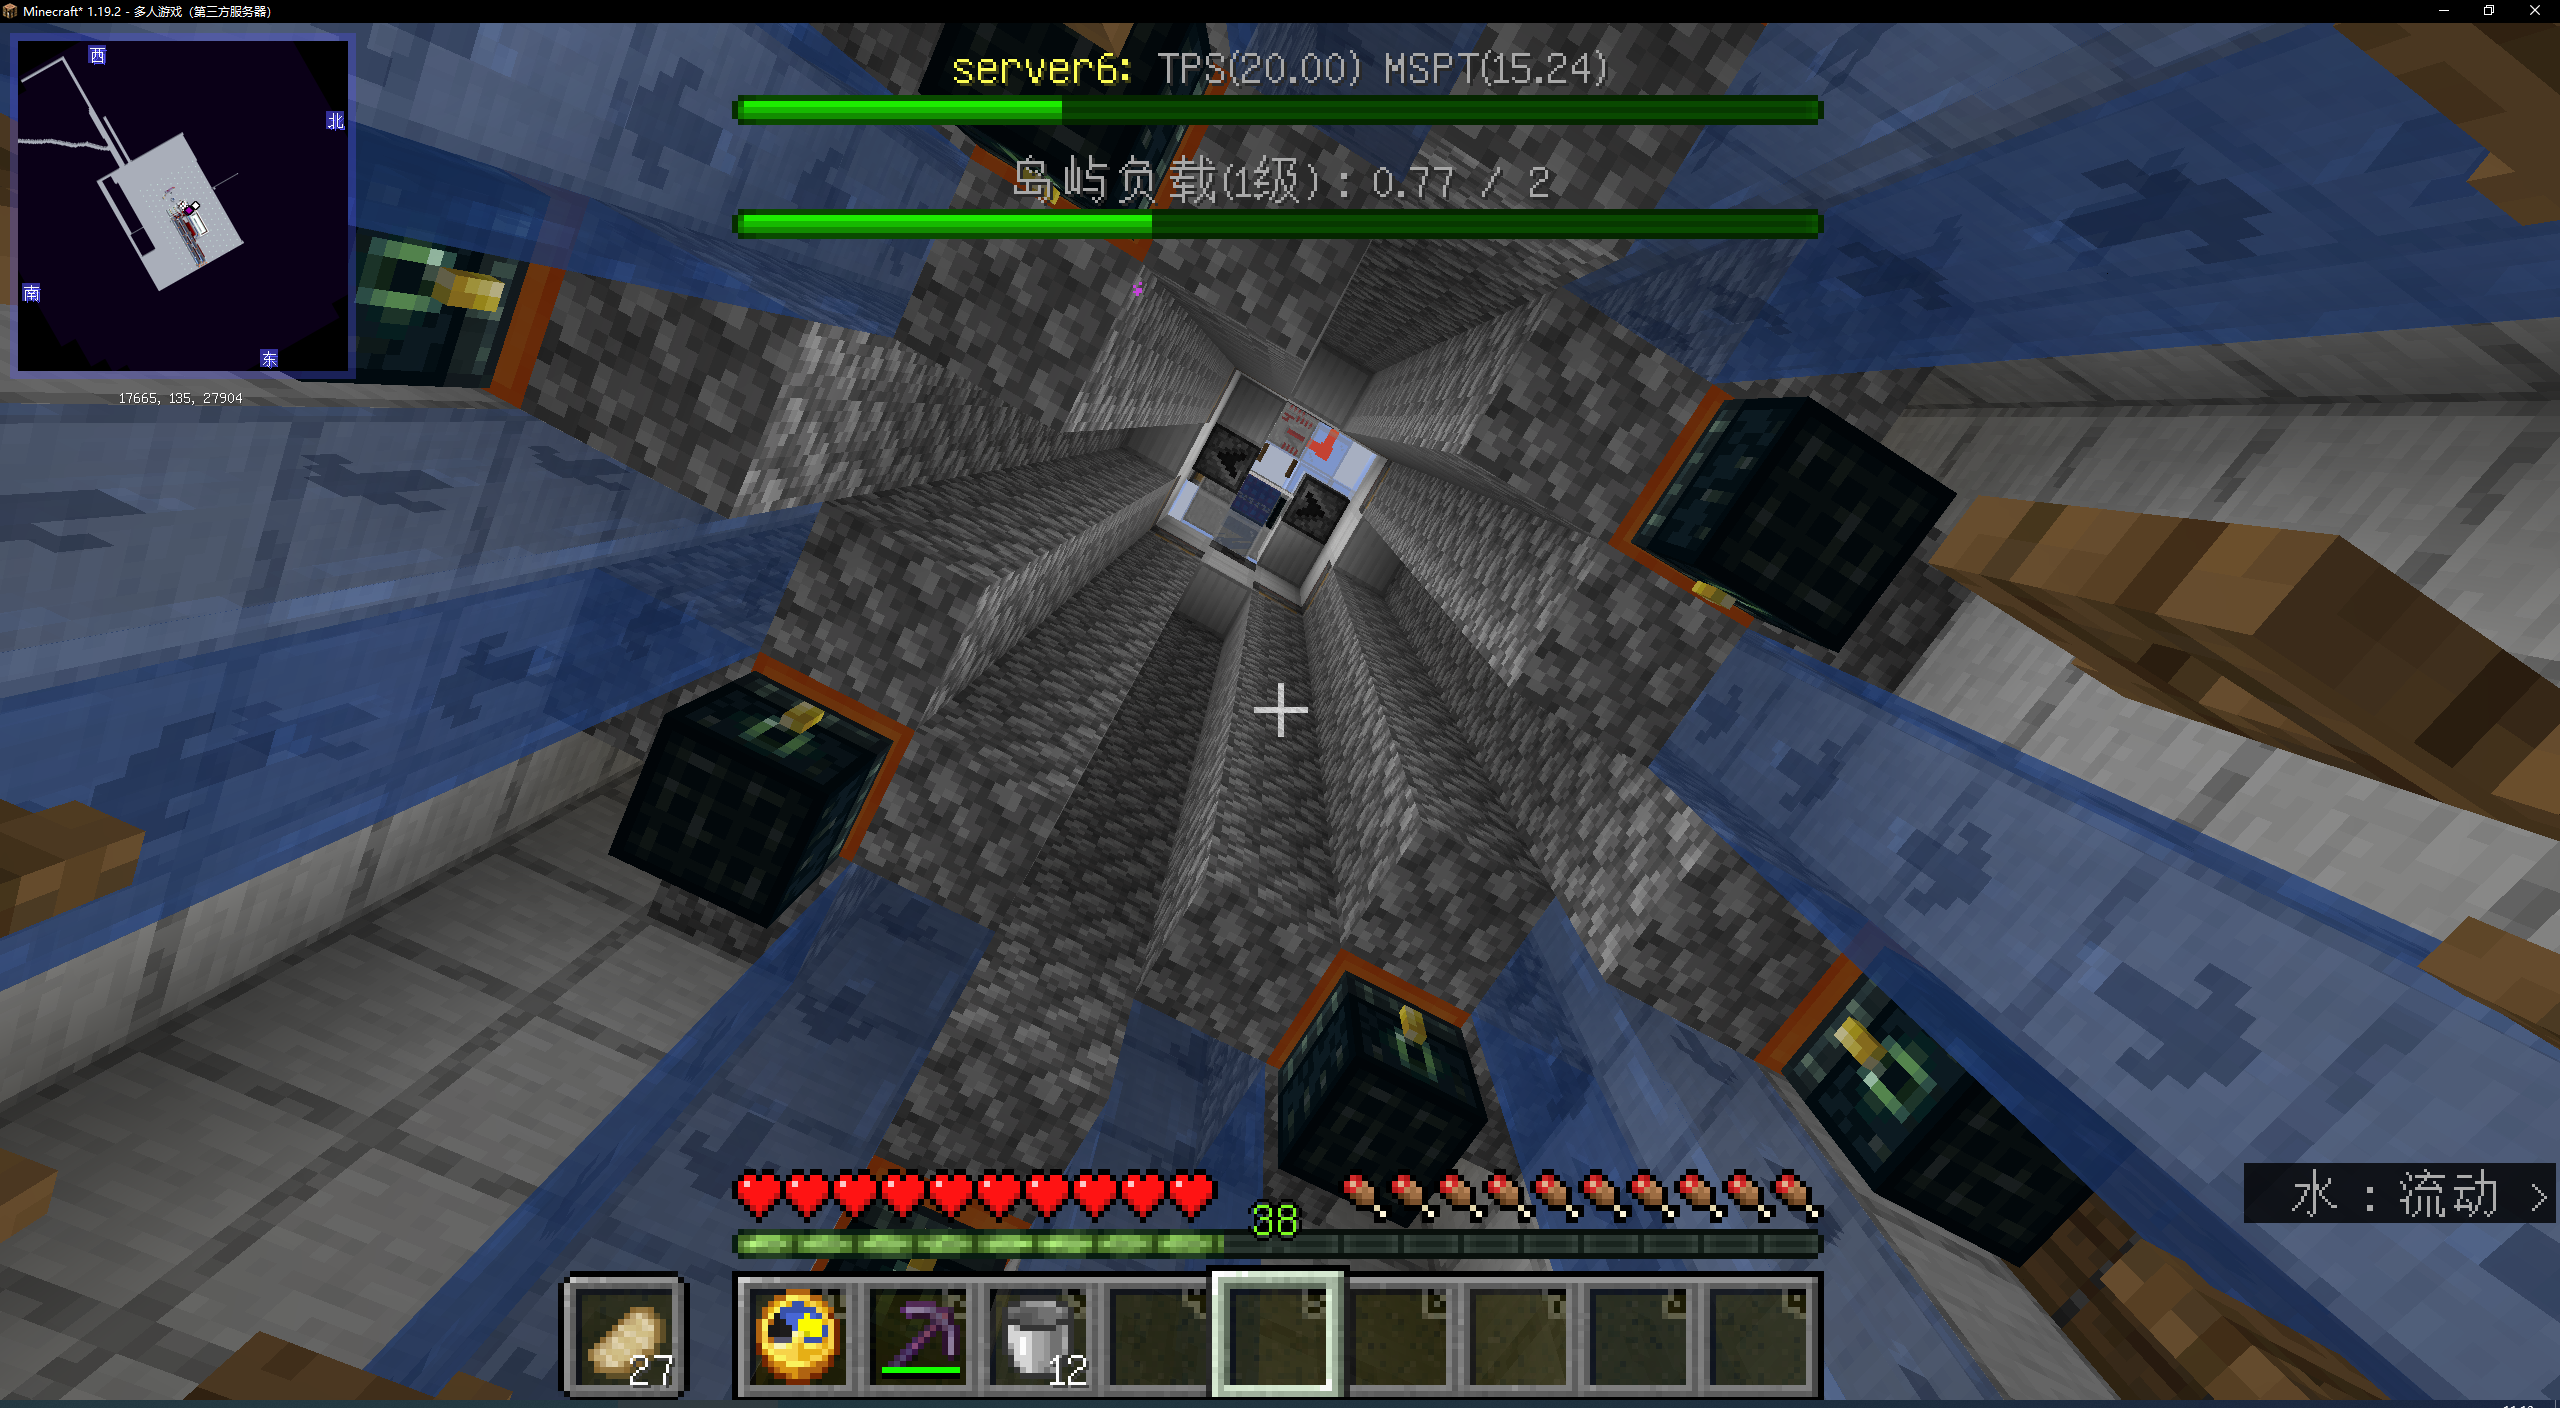 Minecraft* 1.19.2 - 多人游戏（第三方服务器）
西
北
南
东
17665, 135, 27904
server6: TPS(20.00) MSPT(15.24)
岛屿负载(1级): 0.77 / 2
水 : 流动
38
27
12